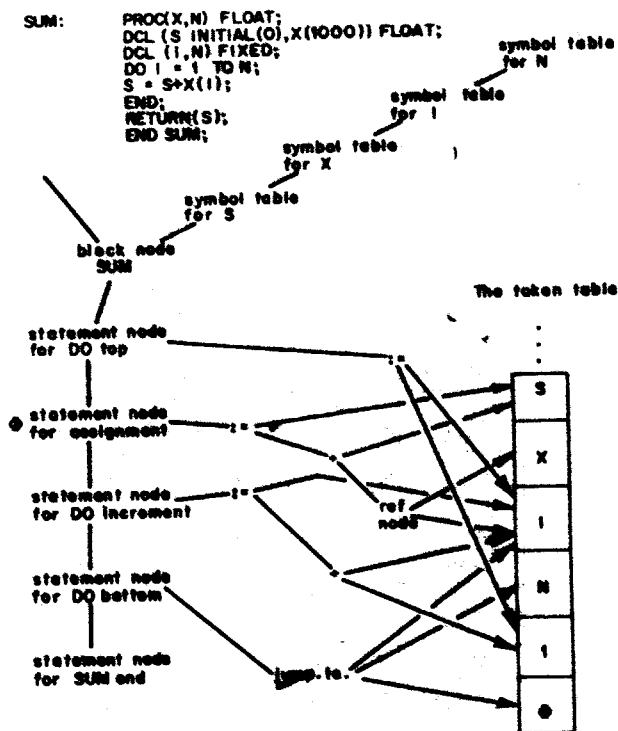 SUM: PROC(X,N) FLOAT;
DCL (S INITIAL(0),X(1000)) FLOAT;
DCL (I,N) FIXED;
DO I = 1 TO N;
S = S+X(I);
END;
RETURN(S);
END SUM;
symbol table
for N
symbol table
for I
symbol table
for X
symbol table
for S
block node
SUM
The token table
statement node
for DO top
:=
S
statement node
for assignment
:=
+
X
statement node
for DO increment
:=
ref
node
I
statement node
for DO bottom
+
N
statement node
for SUM end
jump.le.
1